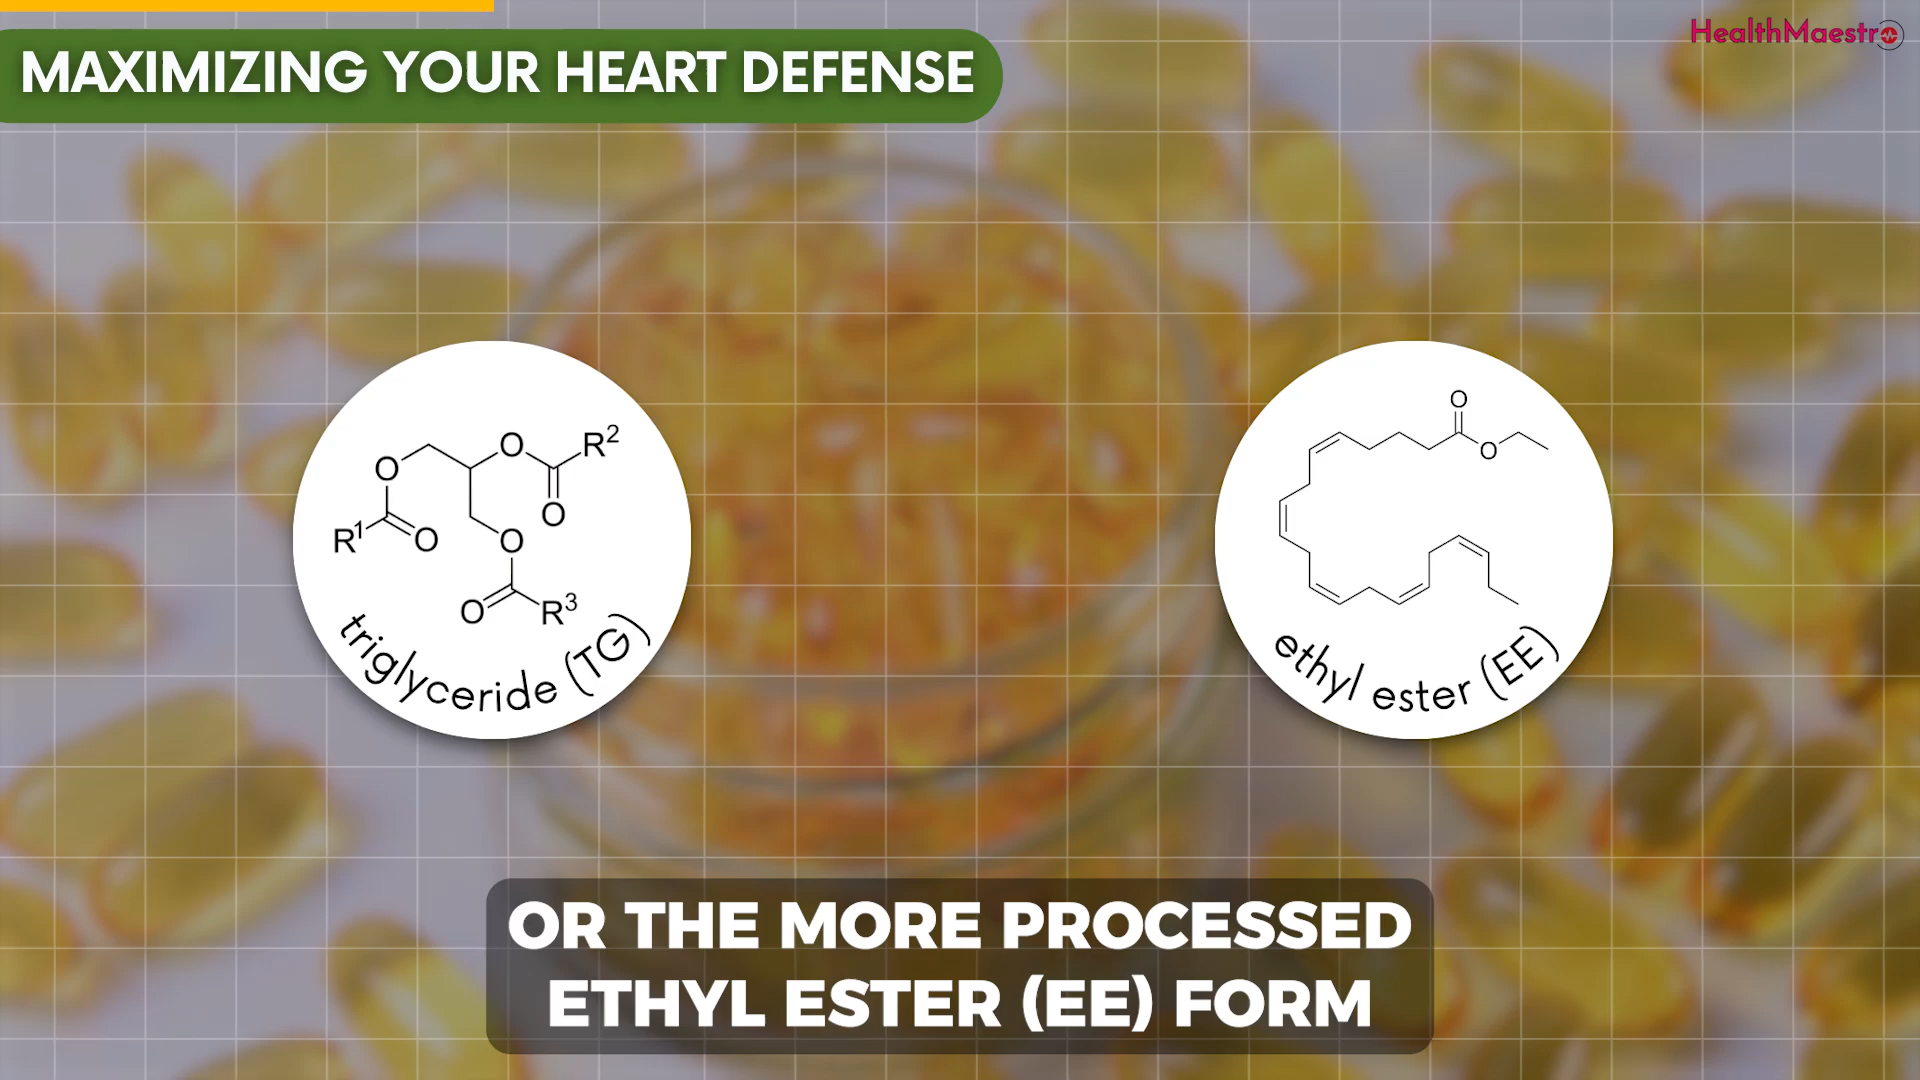 MAXIMIZING YOUR HEART DEFENSE
HealthMaestro
O
O
R²
R¹
O
O
O
O
R³
triglyceride (TG)
O
O
ethyl ester (EE)
OR THE MORE PROCESSED
ETHYL ESTER (EE) FORM